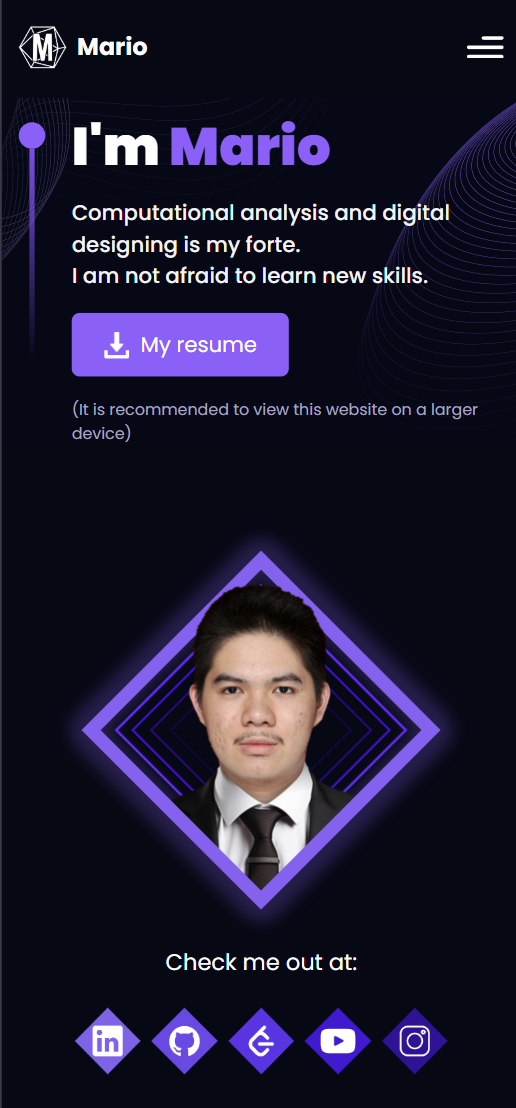 M
Mario
I'm Mario
Computational analysis and digital
designing is my forte.
I am not afraid to learn new skills.
My resume
(It is recommended to view this website on a larger
device)
Check me out at:
in